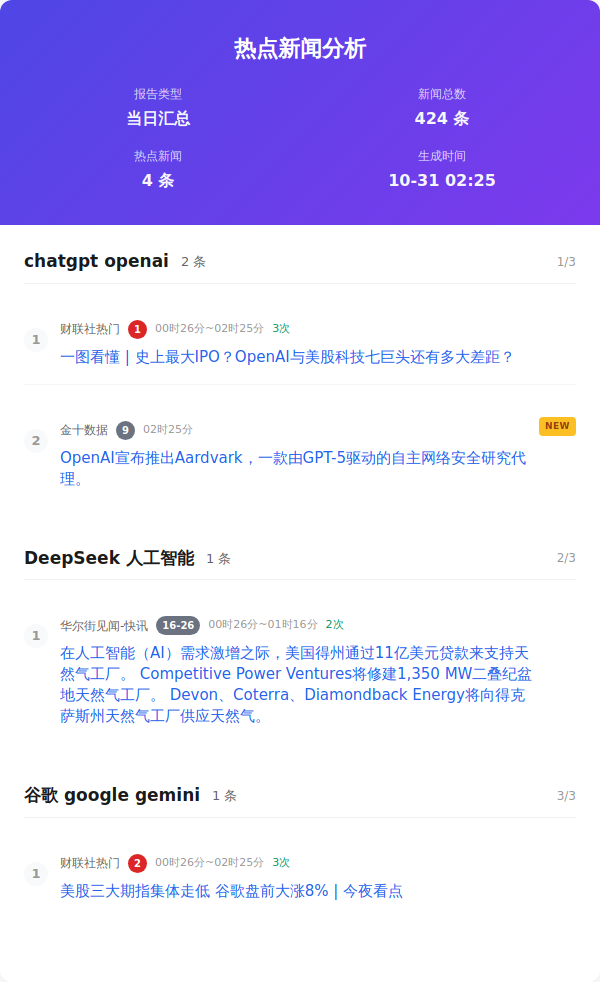 热点新闻分析
报告类型
新闻总数
当日汇总
424 条
热点新闻
生成时间
4 条
10-31 02:25
chatgpt openai 2 条 1/3
1
财联社热门 1 00时26分~02时25分 3次
一图看懂 | 史上最大IPO？OpenAI与美股科技七巨头还有多大差距？
2
金十数据 9 02时25分 NEW
OpenAI宣布推出Aardvark，一款由GPT-5驱动的自主网络安全研究代
理。
DeepSeek 人工智能 1 条 2/3
1
华尔街见闻-快讯 16-26 00时26分~01时16分 2次
在人工智能（AI）需求激增之际，美国得州通过11亿美元贷款来支持天
然气工厂。 Competitive Power Ventures将修建1,350 MW二叠纪盆
地天然气工厂。 Devon、Coterra、Diamondback Energy将向得克
萨斯州天然气工厂供应天然气。
谷歌 google gemini 1 条 3/3
1
财联社热门 2 00时26分~02时25分 3次
美股三大期指集体走低 谷歌盘前大涨8% | 今夜看点